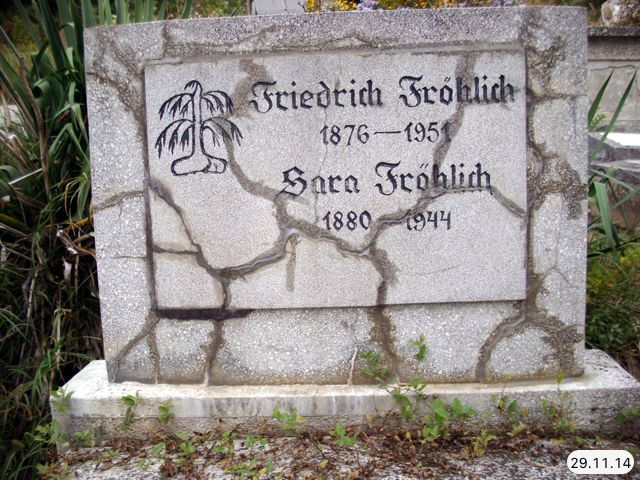 Friedrich Fröhlich
1876—1951
Sara Fröhlich
1880—1944
29.11.14